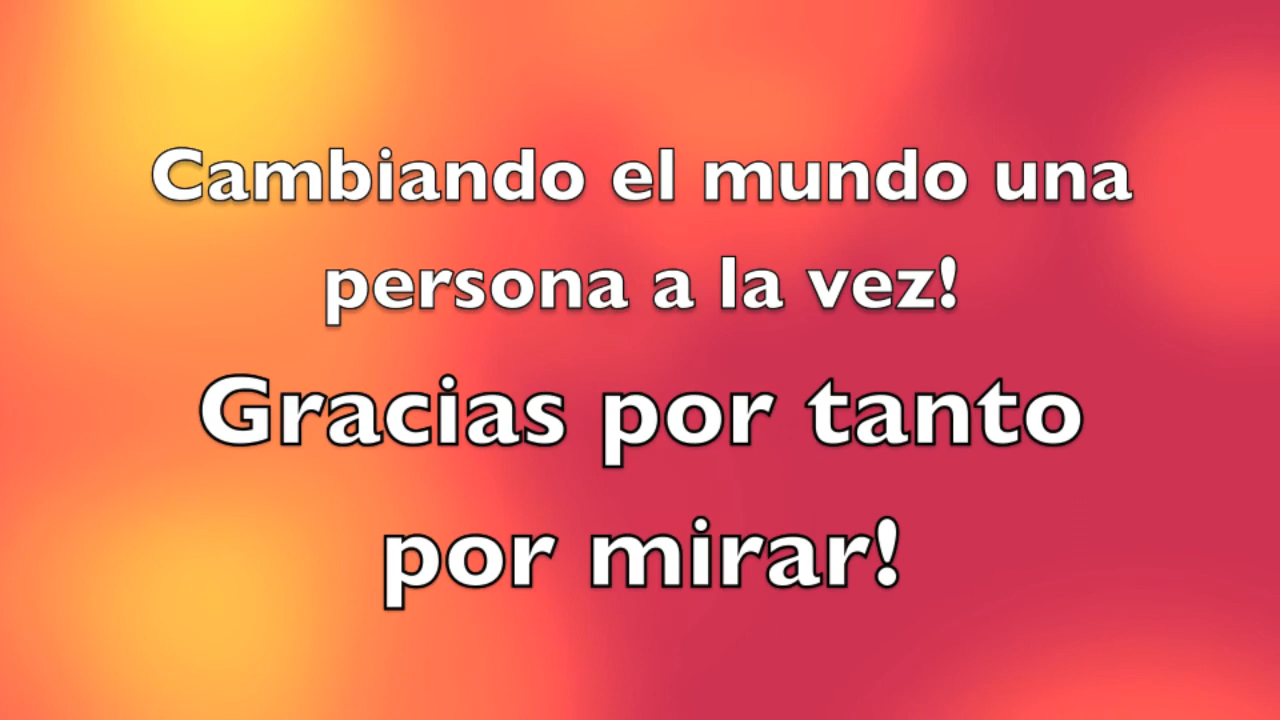 Cambiando el mundo una
persona a la vez!
Gracias por tanto
por mirar!